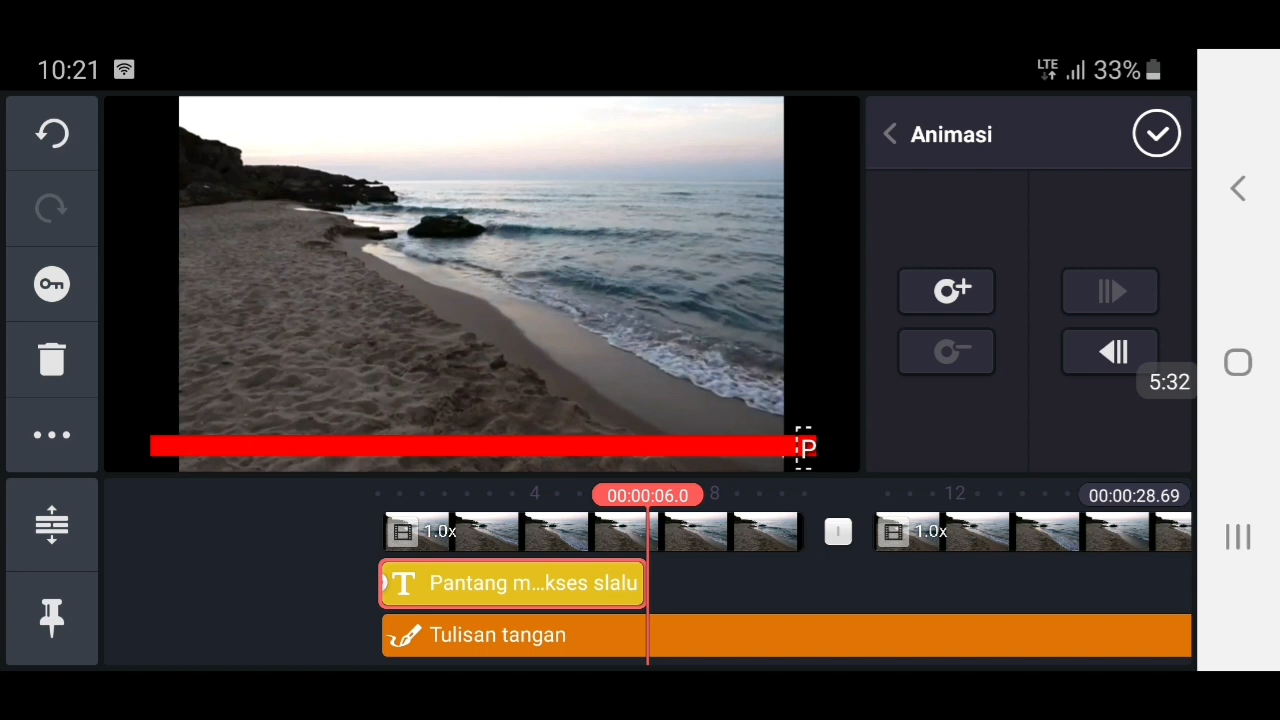 10:21
LTE
33%
Animasi
5:32
P
4
00:00:06.0
8
12
00:00:28.69
1.0x
1.0x
T Pantang m...kses slalu
Tulisan tangan